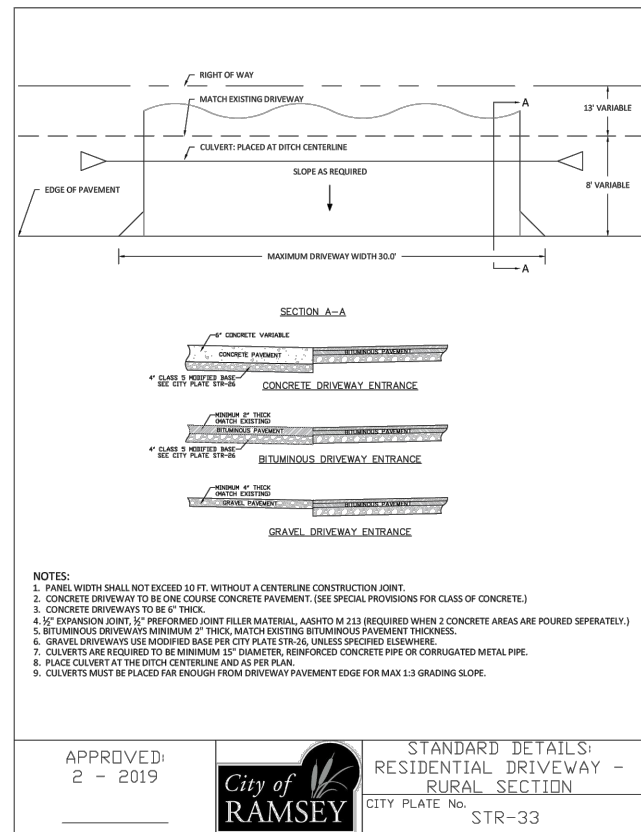 RIGHT OF WAY
A
MATCH EXISTING DRIVEWAY
13' VARIABLE
CULVERT: PLACED AT DITCH CENTERLINE
SLOPE AS REQUIRED
8' VARIABLE
EDGE OF PAVEMENT
MAXIMUM DRIVEWAY WIDTH 30.0'
A
SECTION A-A
6" CONCRETE VARIABLE
CONCRETE PAVEMENT
BITUMINOUS PAVEMENT
4" CLASS 5 MODIFIED BASE
SEE CITY PLATE STR-26
CONCRETE DRIVEWAY ENTRANCE
MINIMUM 2" THICK
(MATCH EXISTING)
BITUMINOUS PAVEMENT
BITUMINOUS PAVEMENT
4" CLASS 5 MODIFIED BASE
SEE CITY PLATE STR-26
BITUMINOUS DRIVEWAY ENTRANCE
MINIMUM 4" THICK
(MATCH EXISTING)
GRAVEL PAVEMENT
BITUMINOUS PAVEMENT
GRAVEL DRIVEWAY ENTRANCE
NOTES:
1. PANEL WIDTH SHALL NOT EXCEED 10 FT. WITHOUT A CENTERLINE CONSTRUCTION JOINT.
2. CONCRETE DRIVEWAY TO BE ONE COURSE CONCRETE PAVEMENT. (SEE SPECIAL PROVISIONS FOR CLASS OF CONCRETE.)
3. CONCRETE DRIVEWAYS TO BE 6" THICK.
4. ½" EXPANSION JOINT, ½" PREFORMED JOINT FILLER MATERIAL, AASHTO M 213 (REQUIRED WHEN 2 CONCRETE AREAS ARE POURED SEPERATELY.)
5. BITUMINOUS DRIVEWAYS MINIMUM 2" THICK, MATCH EXISTING BITUMINOUS PAVEMENT THICKNESS.
6. GRAVEL DRIVEWAYS USE MODIFIED BASE PER CITY PLATE STR-26, UNLESS SPECIFIED ELSEWHERE.
7. CULVERTS ARE REQUIRED TO BE MINIMUM 15" DIAMETER, REINFORCED CONCRETE PIPE OR CORRUGATED METAL PIPE.
8. PLACE CULVERT AT THE DITCH CENTERLINE AND AS PER PLAN.
9. CULVERTS MUST BE PLACED FAR ENOUGH FROM DRIVEWAY PAVEMENT EDGE FOR MAX 1:3 GRADING SLOPE.
APPROVED:
2 - 2019
City of
RAMSEY
STANDARD DETAILS:
RESIDENTIAL DRIVEWAY -
RURAL SECTION
CITY PLATE No.
STR-33